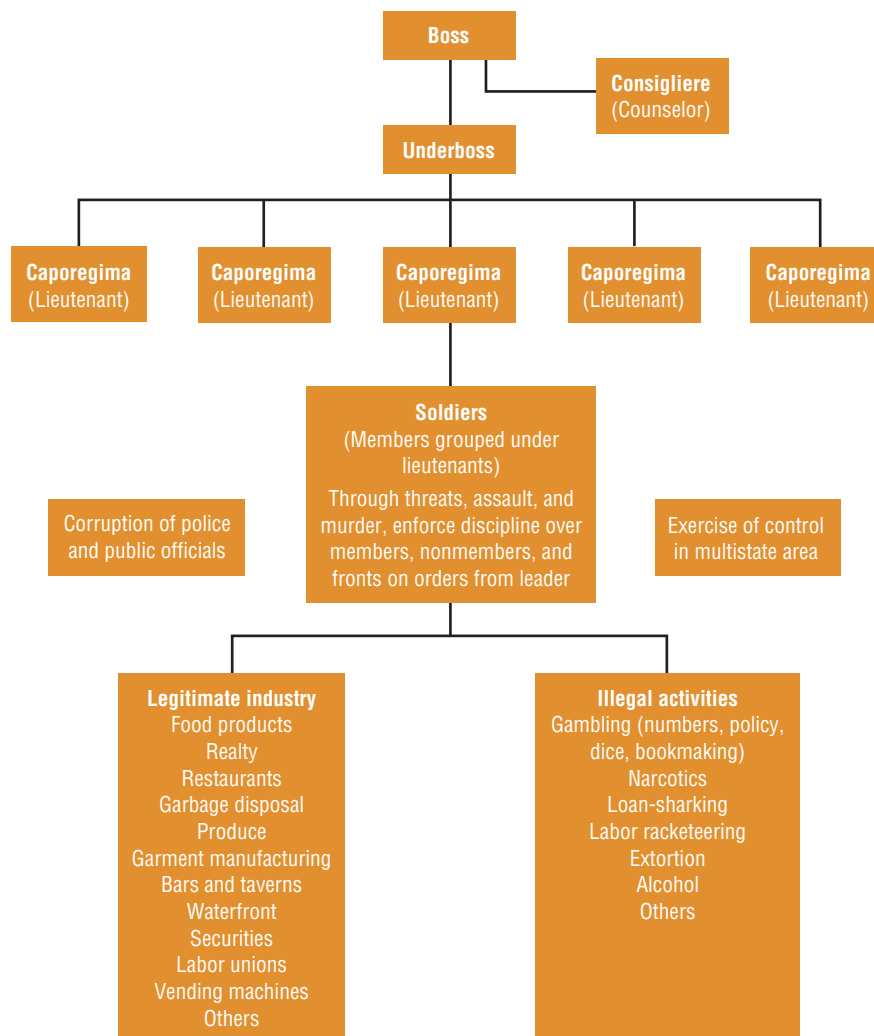 Boss
Consigliere
(Counselor)
Underboss
Caporegima
(Lieutenant)
Caporegima
(Lieutenant)
Caporegima
(Lieutenant)
Caporegima
(Lieutenant)
Caporegima
(Lieutenant)
Soldiers
(Members grouped under
lieutenants)
Through threats, assault, and
murder, enforce discipline over
members, nonmembers, and
fronts on orders from leader
Corruption of police
and public officials
Exercise of control
in multistate area
Legitimate industry
Food products
Realty
Restaurants
Garbage disposal
Produce
Garment manufacturing
Bars and taverns
Waterfront
Securities
Labor unions
Vending machines
Others
Illegal activities
Gambling (numbers, policy,
dice, bookmaking)
Narcotics
Loan-sharking
Labor racketeering
Extortion
Alcohol
Others